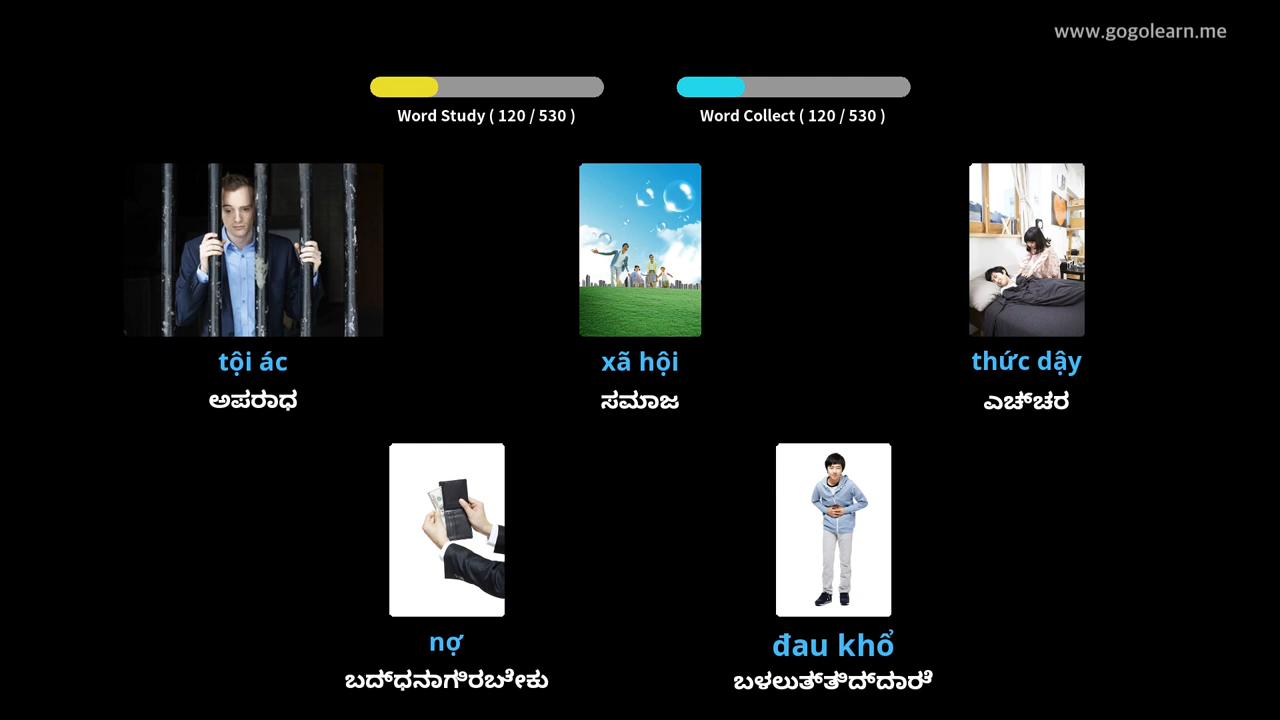 www.gogolearn.me
Word Study ( 120 / 530 )
Word Collect ( 120 / 530 )
tội ác
ಅಪರಾಧ
xã hội
ಸಮಾಜ
thức dậy
ಎಚ್ಚರ
nợ
ಬದ್ಧನಾಗಿರಬೇಕು
đau khổ
ಬಳಲುತ್ತಿದ್ದಾರೆ